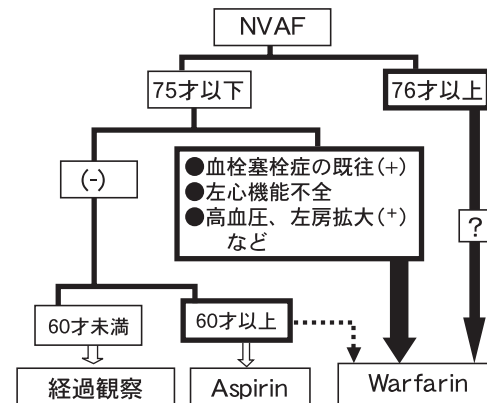 NVAF
75才以下
76才以上
(-)
●血栓塞栓症の既往(+)
●左心機能不全
●高血圧、左房拡大(+)
など
?
60才未満
60才以上
経過観察
Aspirin
Warfarin